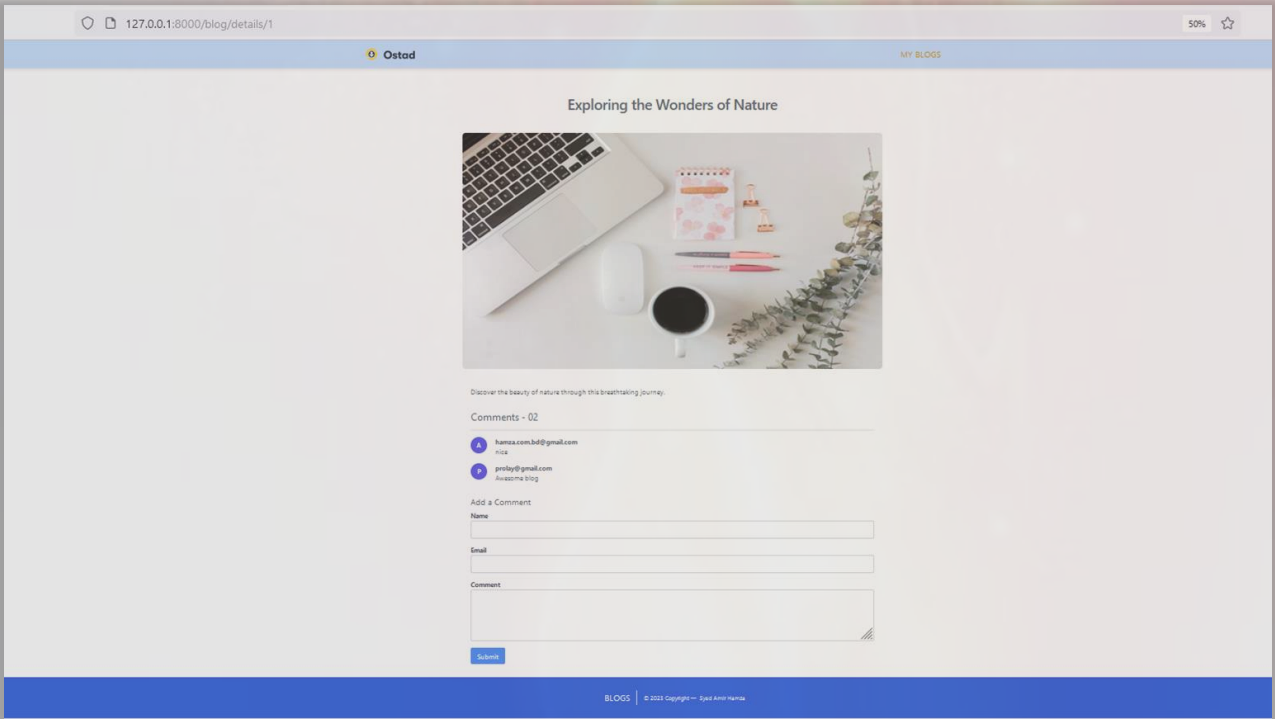 127.0.0.1:8000/blog/details/1
50%
Ostad
MY BLOGS
Exploring the Wonders of Nature
Discover the beauty of nature through this breathtaking journey.
Comments - 02
A
hamza.com.bd@gmail.com
nice
P
prolay@gmail.com
Awesome blog
Add a Comment
Name
Email
Comment
Submit
BLOGS
© 2023 Copyright — Syed Amir Hamza